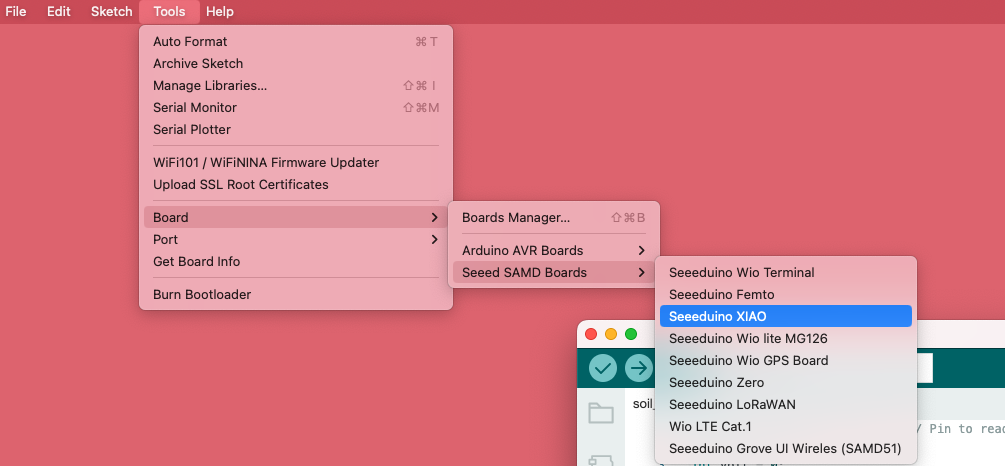 File Edit Sketch Tools Help
Auto Format ⌘ T
Archive Sketch
Manage Libraries... ⇧⌘ I
Serial Monitor ⇧⌘M
Serial Plotter
WiFi101 / WiFiNINA Firmware Updater
Upload SSL Root Certificates
Board
Port
Get Board Info
Burn Bootloader
Boards Manager... ⇧⌘B
Arduino AVR Boards
Seeed SAMD Boards
Seeeduino Wio Terminal
Seeeduino Femto
Seeeduino XIAO
Seeeduino Wio lite MG126
Seeeduino Wio GPS Board
Seeeduino Zero
Seeeduino LoRaWAN
Wio LTE Cat.1
Seeeduino Grove UI Wireles (SAMD51)
soil_
/ Pin to read